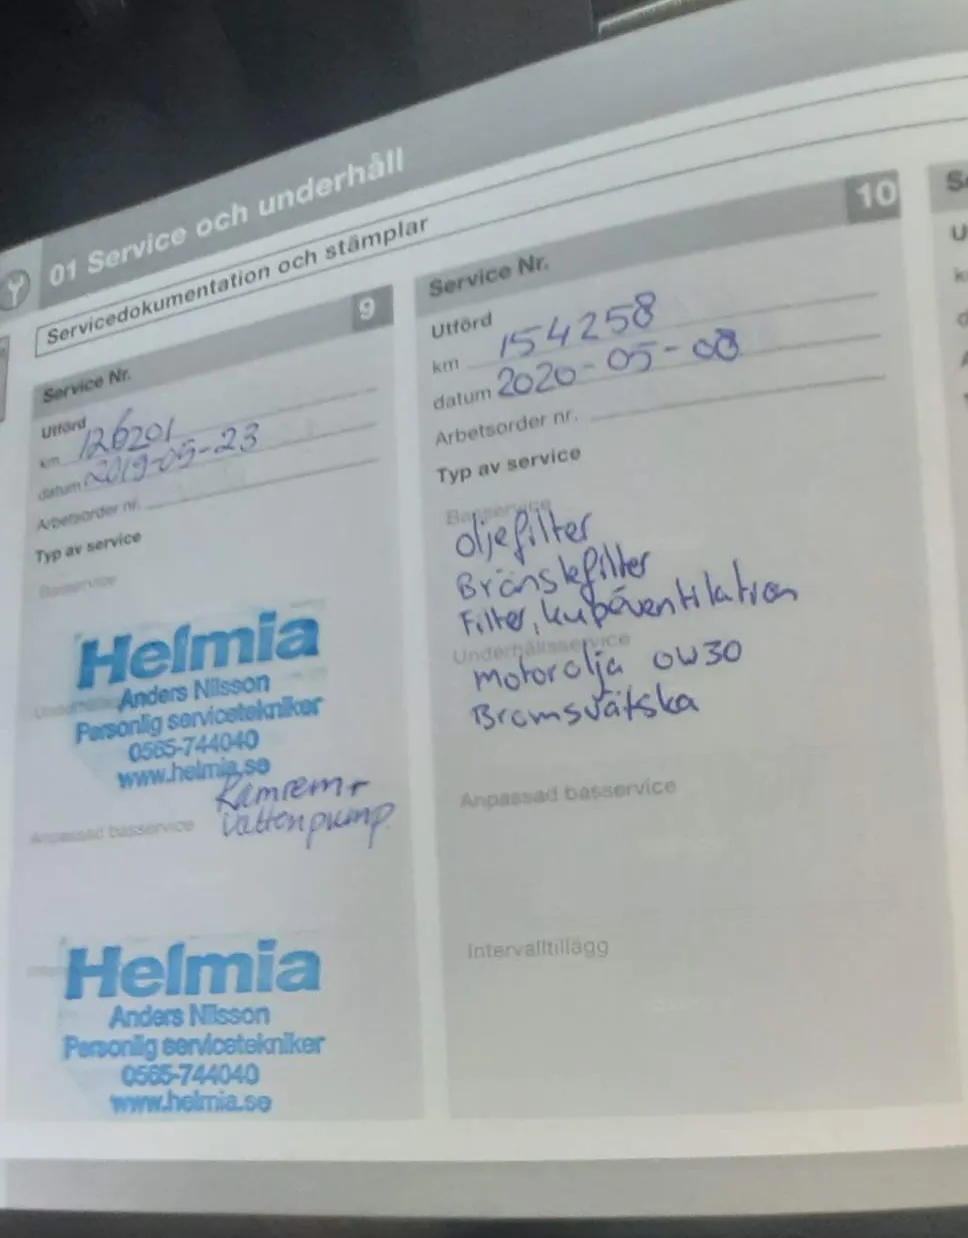 01 Service och underhåll
Servicedokumentation och stämplar
Service Nr. 9
Utförd
km 126201
datum 2019-05-23
Arbetsorder nr.
Typ av service
Basservice
Helmia
Anders Nilsson
Personlig servicetekniker
0565-744040
www.helmia.se
Kamrem +
Vattenpump
Anpassad basservice
Helmia
Anders Nilsson
Personlig servicetekniker
0565-744040
www.helmia.se
Service Nr. 10
Utförd
km 154258
datum 2020-05-08
Arbetsorder nr.
Typ av service
Basservice
oljefilter
Bränslefilter
Filter, kupéventilation
Underhållsservice
Motorolja 0W30
Bromsvätska
Anpassad basservice
Intervalltillägg